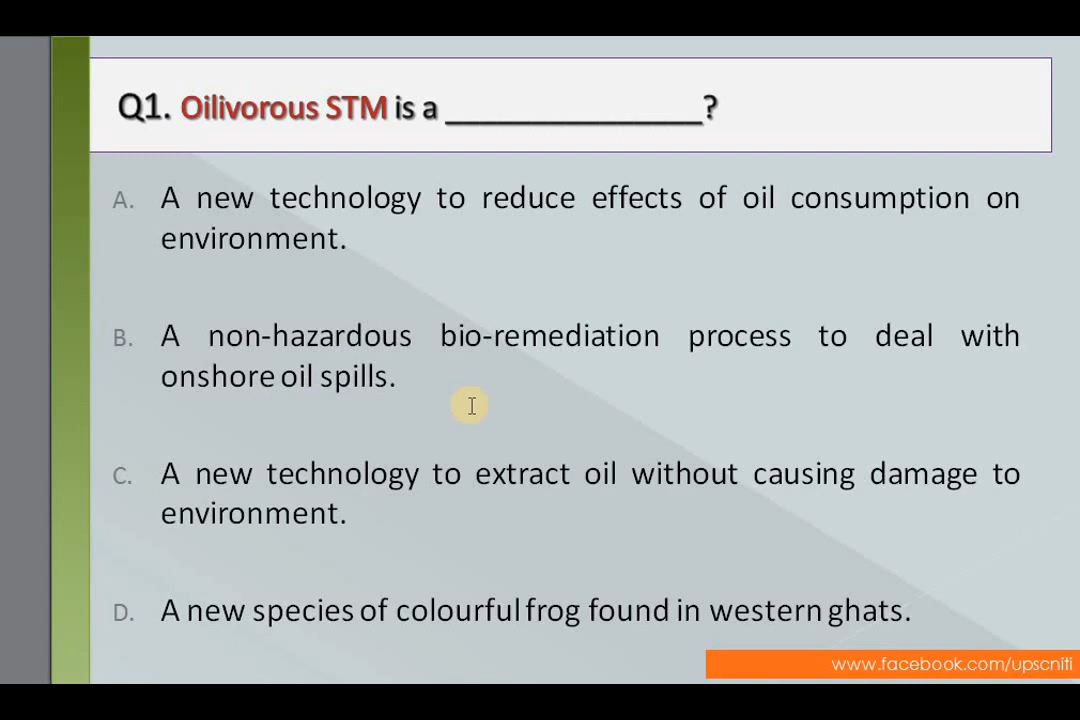 Q1. Oilivorous STM is a ________________?
A. A new technology to reduce effects of oil consumption on
environment.
B. A non-hazardous bio-remediation process to deal with
onshore oil spills.
C. A new technology to extract oil without causing damage to
environment.
D. A new species of colourful frog found in western ghats.
www.facebook.com/upscniti